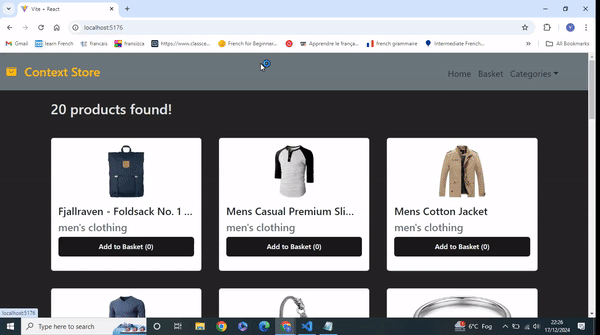 Vite + React
localhost:5176
Gmail
learn French
francais
fransizca
https://www.classce...
French for Beginner...
Apprendre le frança...
french grammaire
Intermediate French...
All Bookmarks
Context Store
Home Basket Categories
20 products found!
Fjallraven - Foldsack No. 1 ...
men's clothing
Add to Basket (0)
Mens Casual Premium Sli...
men's clothing
Add to Basket (0)
Mens Cotton Jacket
men's clothing
Add to Basket (0)
localhost:5176
Type here to search
6°C Fog
22:26
17/12/2024